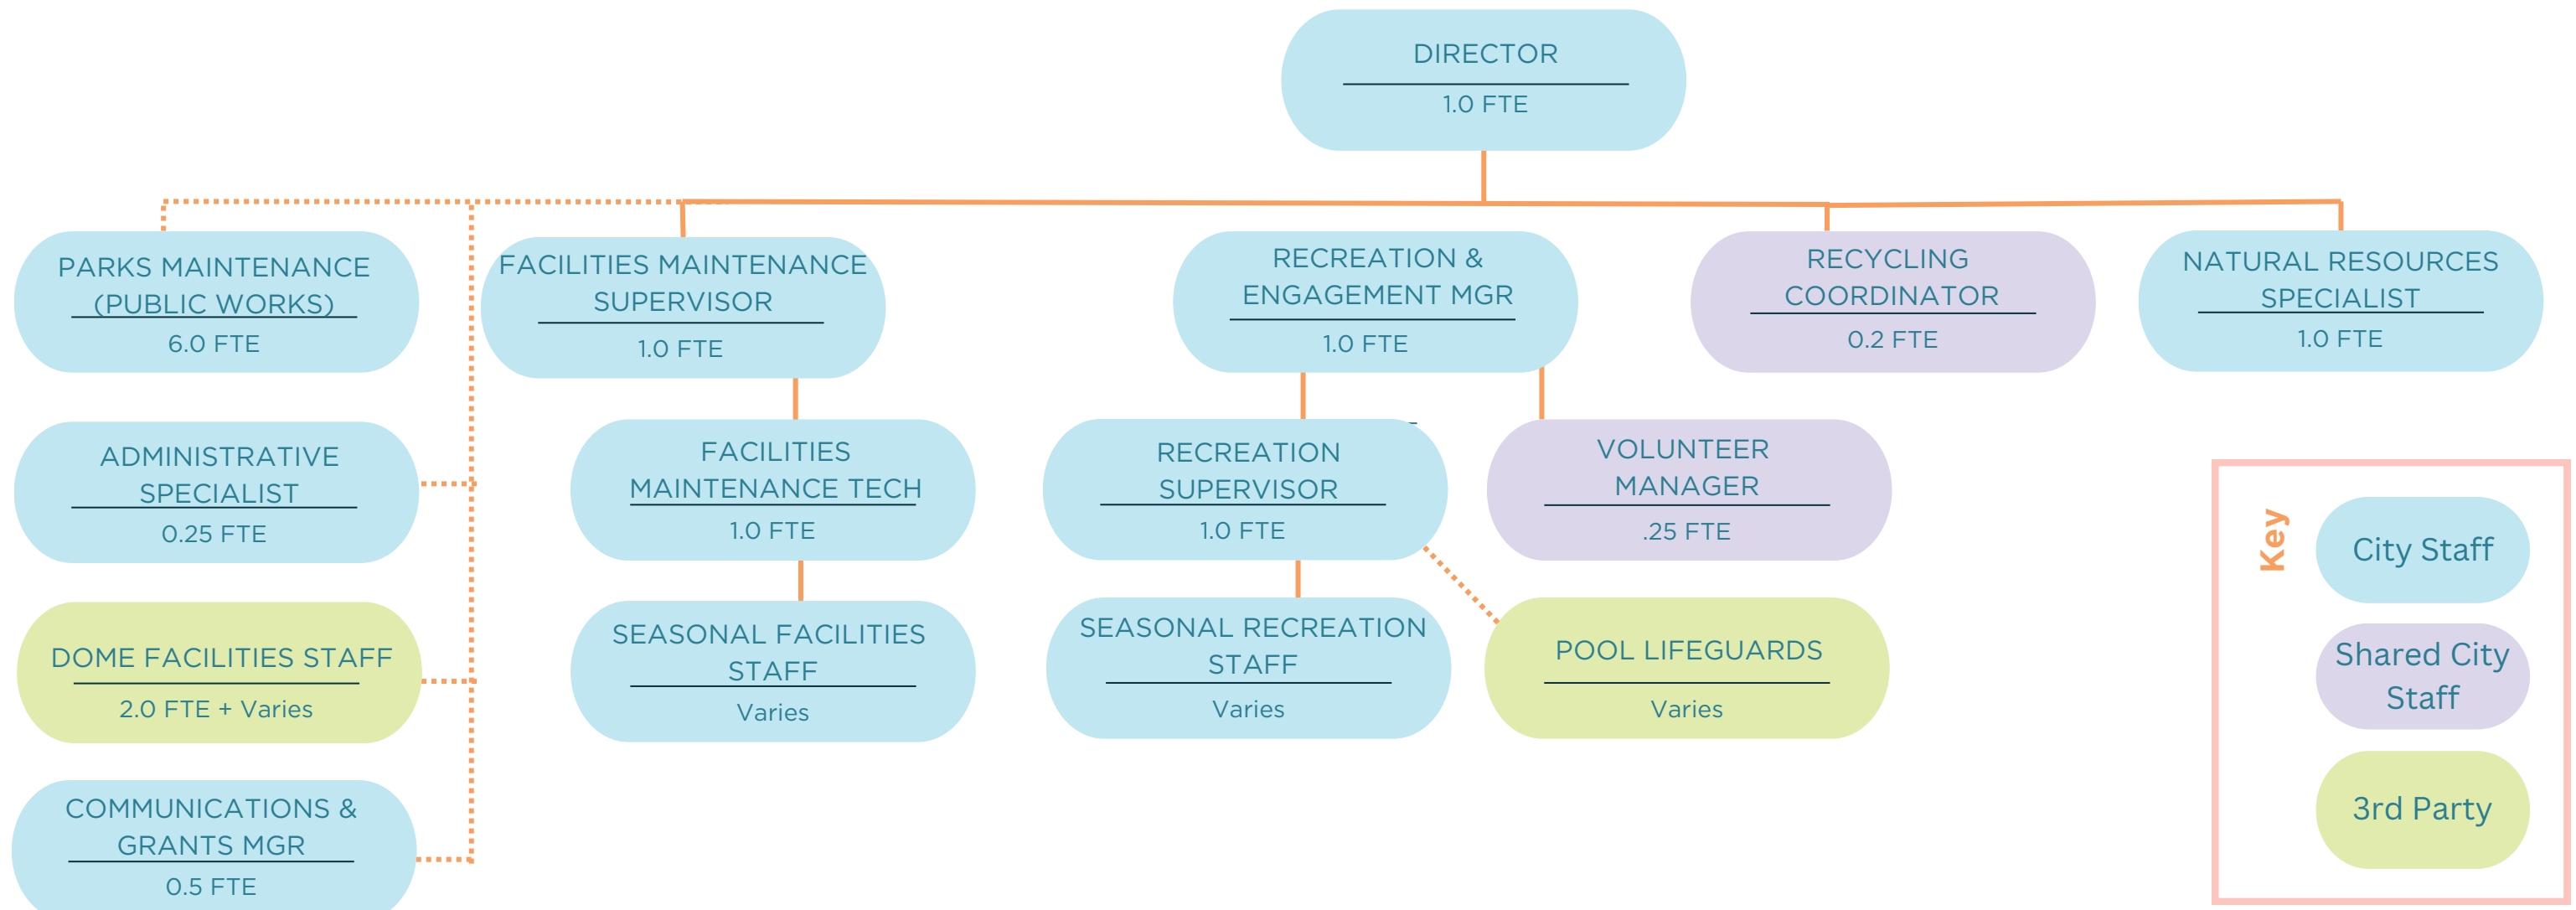 DIRECTOR
1.0 FTE
PARKS MAINTENANCE
(PUBLIC WORKS)
6.0 FTE
FACILITIES MAINTENANCE
SUPERVISOR
1.0 FTE
RECREATION &
ENGAGEMENT MGR
1.0 FTE
RECYCLING
COORDINATOR
0.2 FTE
NATURAL RESOURCES
SPECIALIST
1.0 FTE
ADMINISTRATIVE
SPECIALIST
0.25 FTE
FACILITIES
MAINTENANCE TECH
1.0 FTE
RECREATION
SUPERVISOR
1.0 FTE
VOLUNTEER
MANAGER
.25 FTE
DOME FACILITIES STAFF
2.0 FTE + Varies
SEASONAL FACILITIES
STAFF
Varies
SEASONAL RECREATION
STAFF
Varies
POOL LIFEGUARDS
Varies
COMMUNICATIONS &
GRANTS MGR
0.5 FTE
Key
City Staff
Shared City
Staff
3rd Party